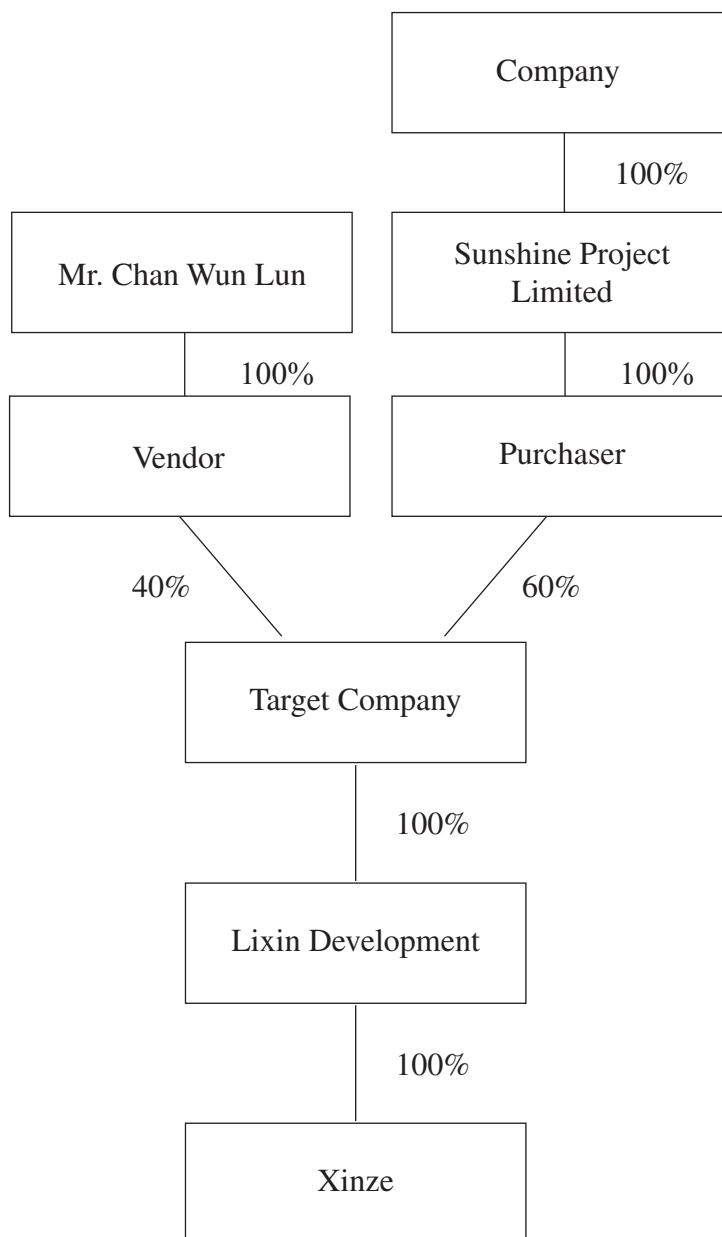 Company
100%
Mr. Chan Wun Lun
Sunshine Project
Limited
100%
100%
Vendor
Purchaser
40%
60%
Target Company
100%
Lixin Development
100%
Xinze